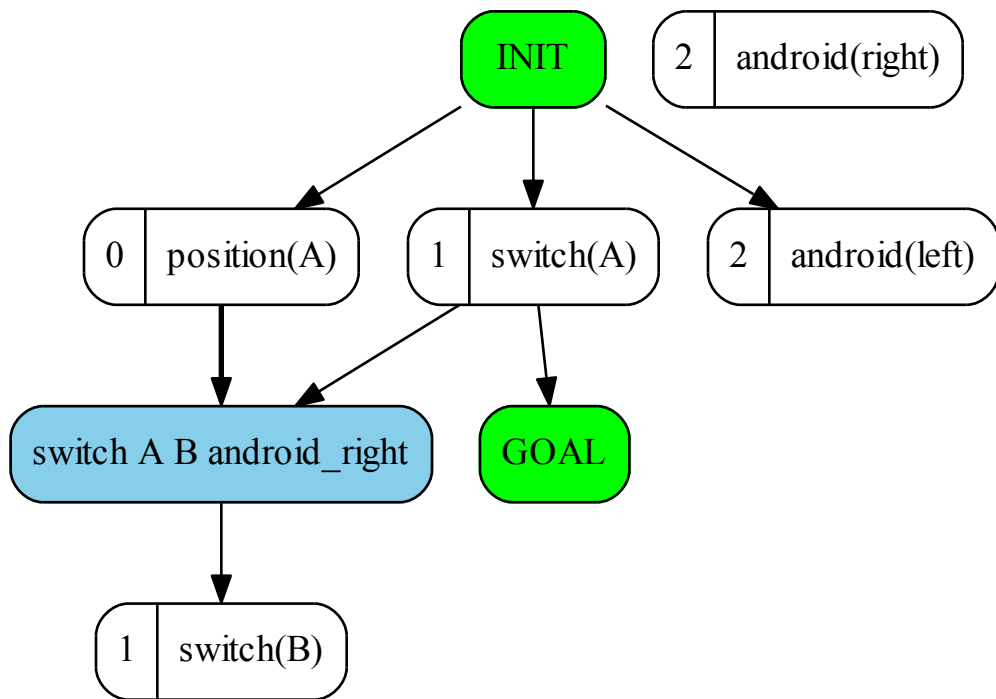 INIT
2 android(right)
0 position(A)
1 switch(A)
2 android(left)
switch A B android_right
GOAL
1 switch(B)